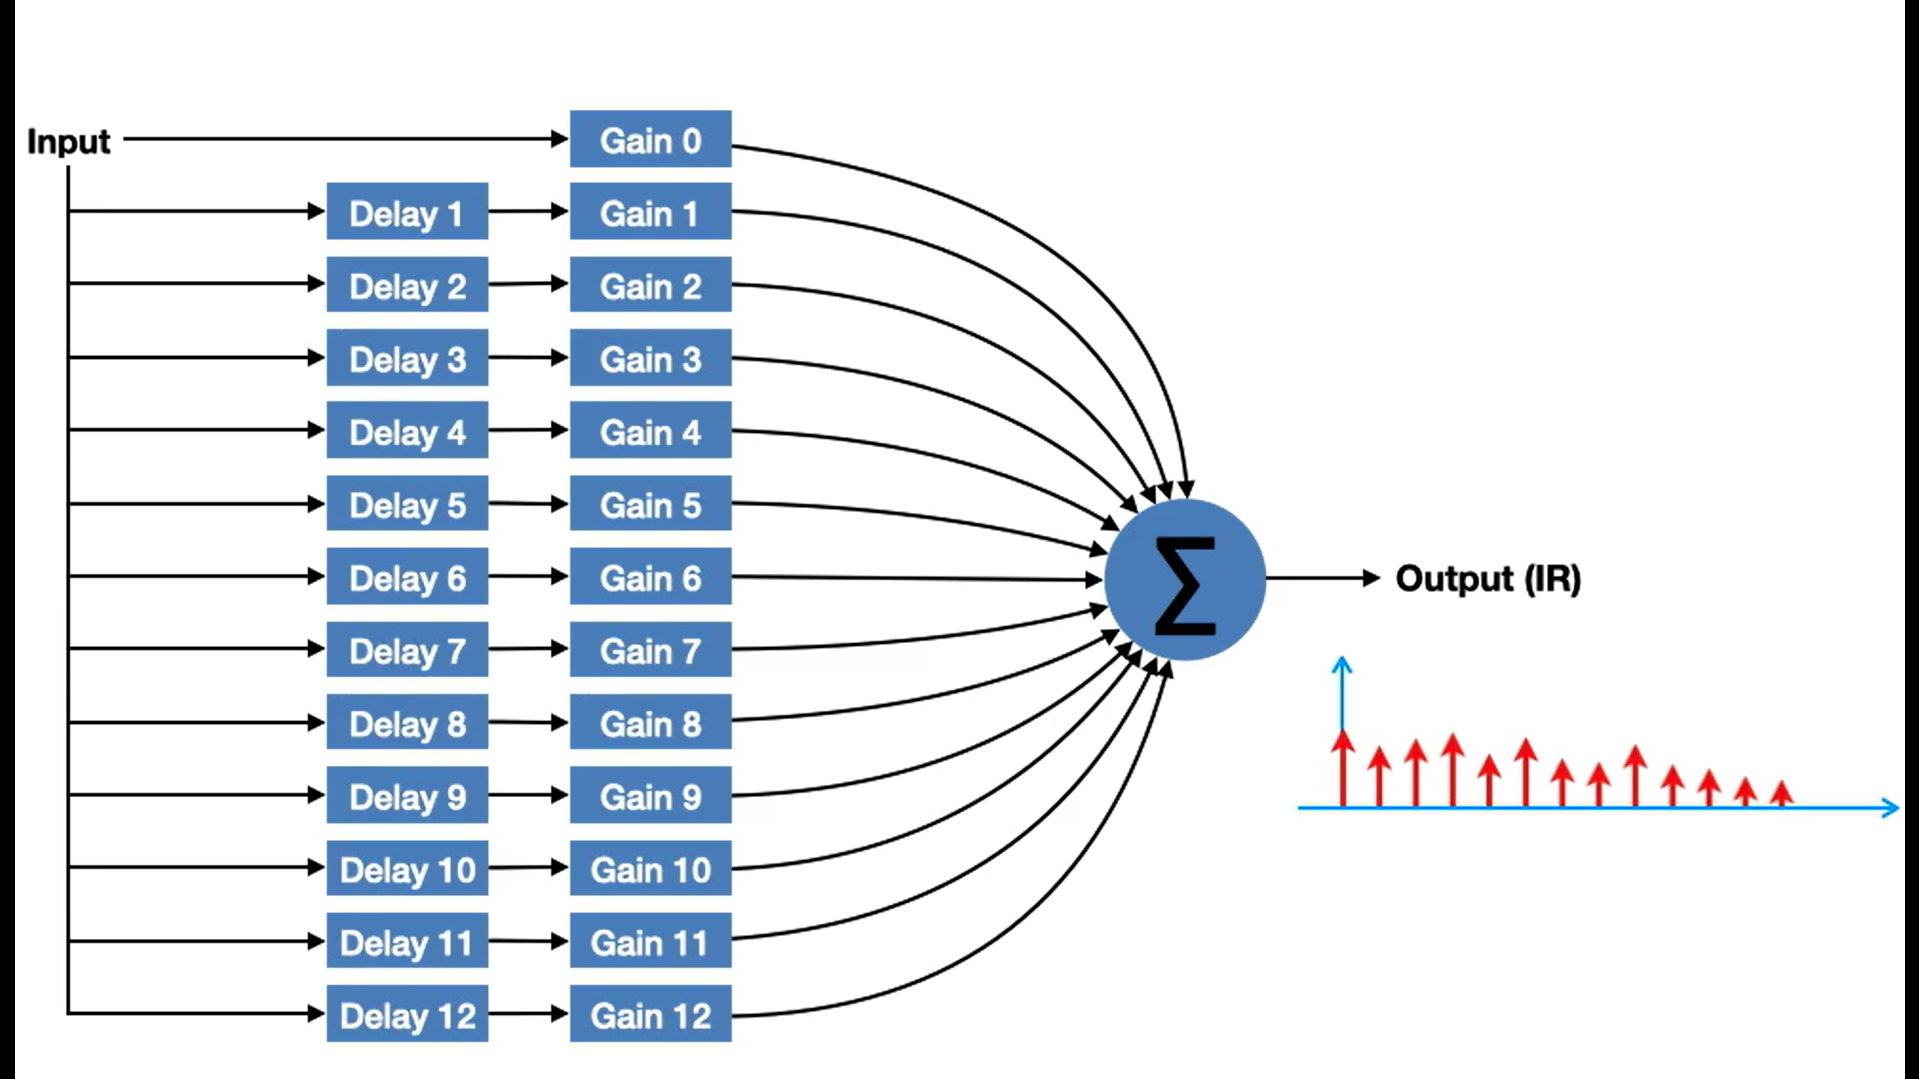 Input
Gain 0
Delay 1
Gain 1
Delay 2
Gain 2
Delay 3
Gain 3
Delay 4
Gain 4
Delay 5
Gain 5
Delay 6
Gain 6
Σ
Output (IR)
Delay 7
Gain 7
Delay 8
Gain 8
Delay 9
Gain 9
Delay 10
Gain 10
Delay 11
Gain 11
Delay 12
Gain 12